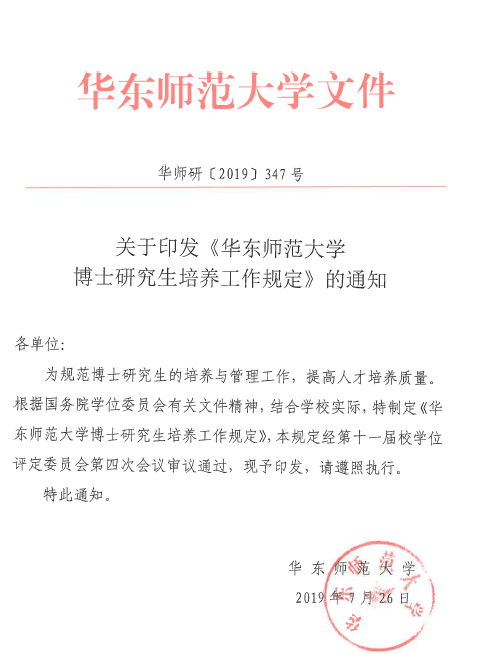 华东师范大学文件
华师研〔2019〕347 号
关于印发《华东师范大学
博士研究生培养工作规定》的通知
各单位：
为规范博士研究生的培养与管理工作，提高人才培养质量。
根据国务院学位委员会有关文件精神，结合学校实际，特制定《华
东师范大学博士研究生培养工作规定》，本规定经第十一届校学位
评定委员会第四次会议审议通过，现予印发，请遵照执行。
特此通知。
华东师范大学
2019 年 7 月 26 日
华东师范大学